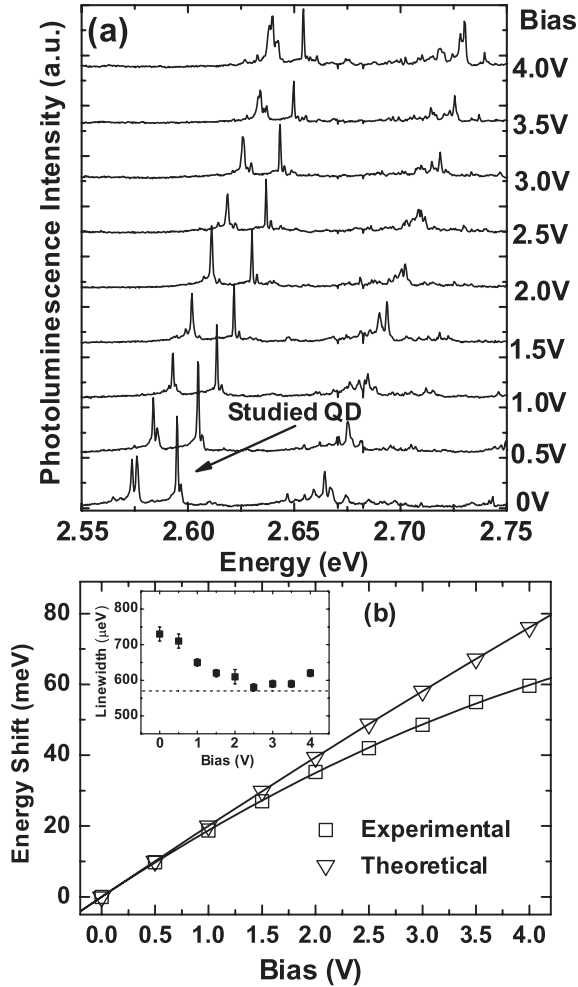 (a)
Bias
4.0V
3.5V
3.0V
2.5V
2.0V
1.5V
1.0V
0.5V
0V
Studied QD
Photoluminescence Intensity (a.u.)
2.55 2.60 2.65 2.70 2.75
Energy (eV)
(b)
80
60
40
20
0
Energy Shift (meV)
800
700
600
500
Linewidth (μeV)
0 1 2 3 4
Bias (V)
Experimental
Theoretical
0.0 0.5 1.0 1.5 2.0 2.5 3.0 3.5 4.0
Bias (V)